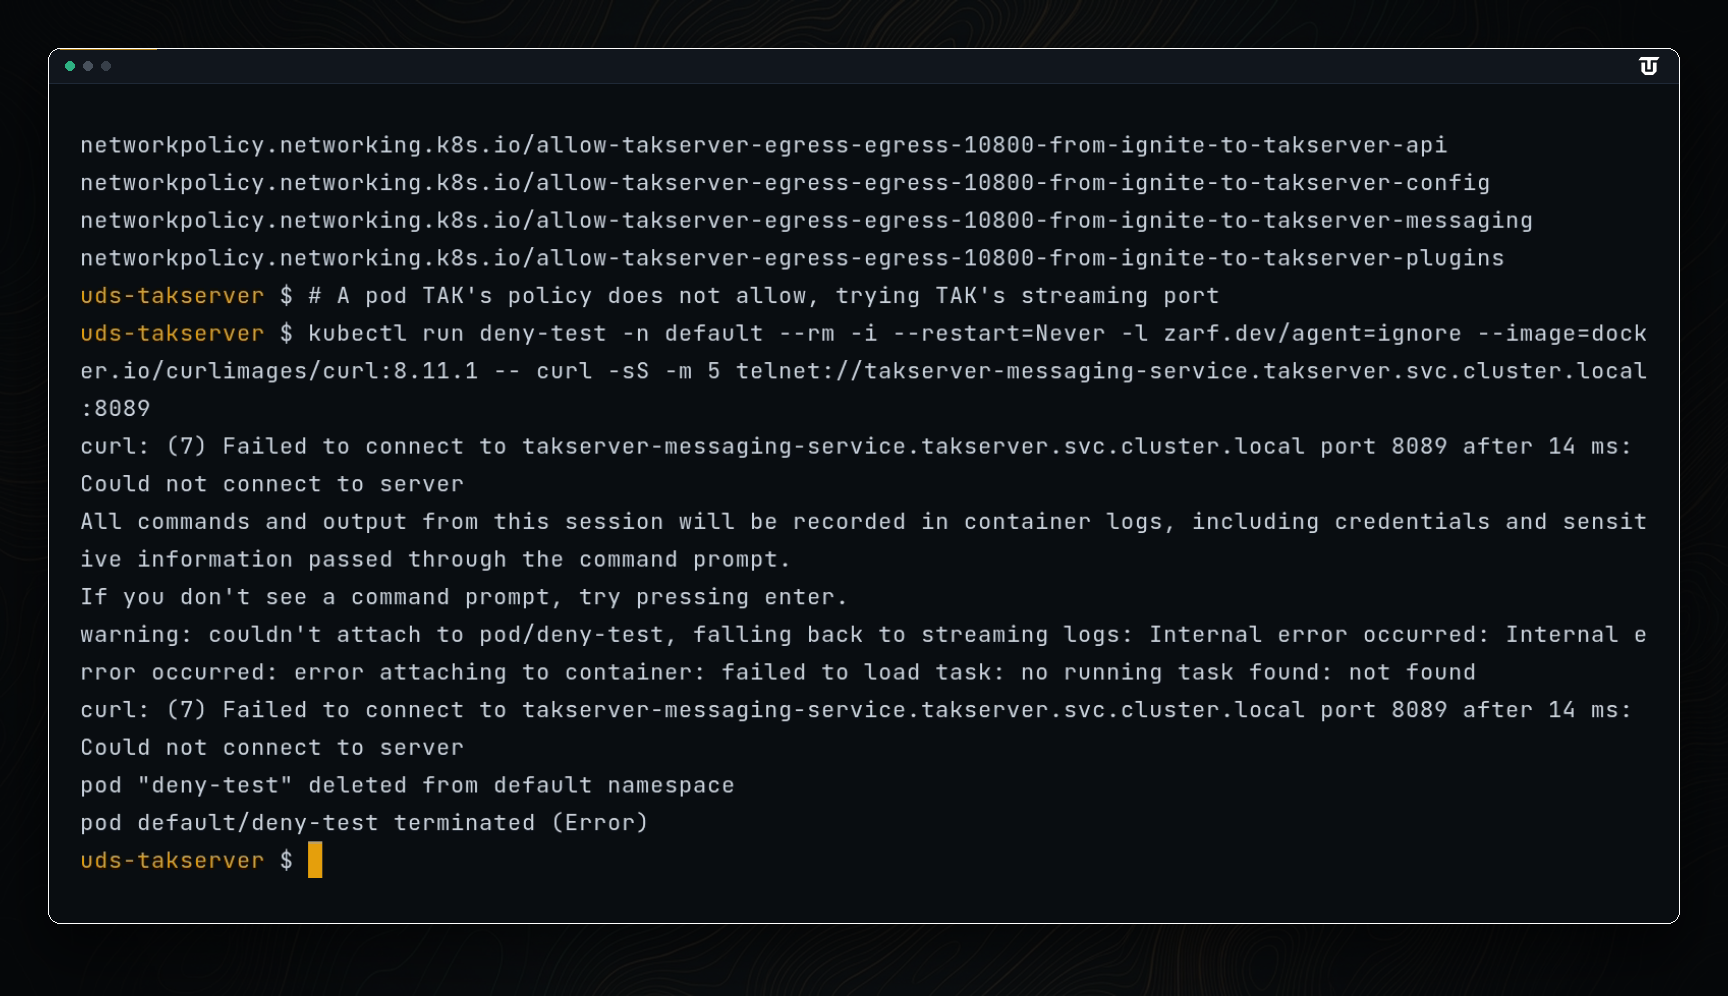 networkpolicy.networking.k8s.io/allow-takserver-egress-egress-10800-from-ignite-to-takserver-api
networkpolicy.networking.k8s.io/allow-takserver-egress-egress-10800-from-ignite-to-takserver-config
networkpolicy.networking.k8s.io/allow-takserver-egress-egress-10800-from-ignite-to-takserver-messaging
networkpolicy.networking.k8s.io/allow-takserver-egress-egress-10800-from-ignite-to-takserver-plugins
uds-takserver $ # A pod TAK's policy does not allow, trying TAK's streaming port
uds-takserver $ kubectl run deny-test -n default --rm -i --restart=Never -l zarf.dev/agent=ignore --image=dock
er.io/curlimages/curl:8.11.1 -- curl -sS -m 5 telnet://takserver-messaging-service.takserver.svc.cluster.local
:8089
curl: (7) Failed to connect to takserver-messaging-service.takserver.svc.cluster.local port 8089 after 14 ms:
Could not connect to server
All commands and output from this session will be recorded in container logs, including credentials and sensit
ive information passed through the command prompt.
If you don't see a command prompt, try pressing enter.
warning: couldn't attach to pod/deny-test, falling back to streaming logs: Internal error occurred: Internal e
rror occurred: error attaching to container: failed to load task: no running task found: not found
curl: (7) Failed to connect to takserver-messaging-service.takserver.svc.cluster.local port 8089 after 14 ms:
Could not connect to server
pod "deny-test" deleted from default namespace
pod default/deny-test terminated (Error)
uds-takserver $